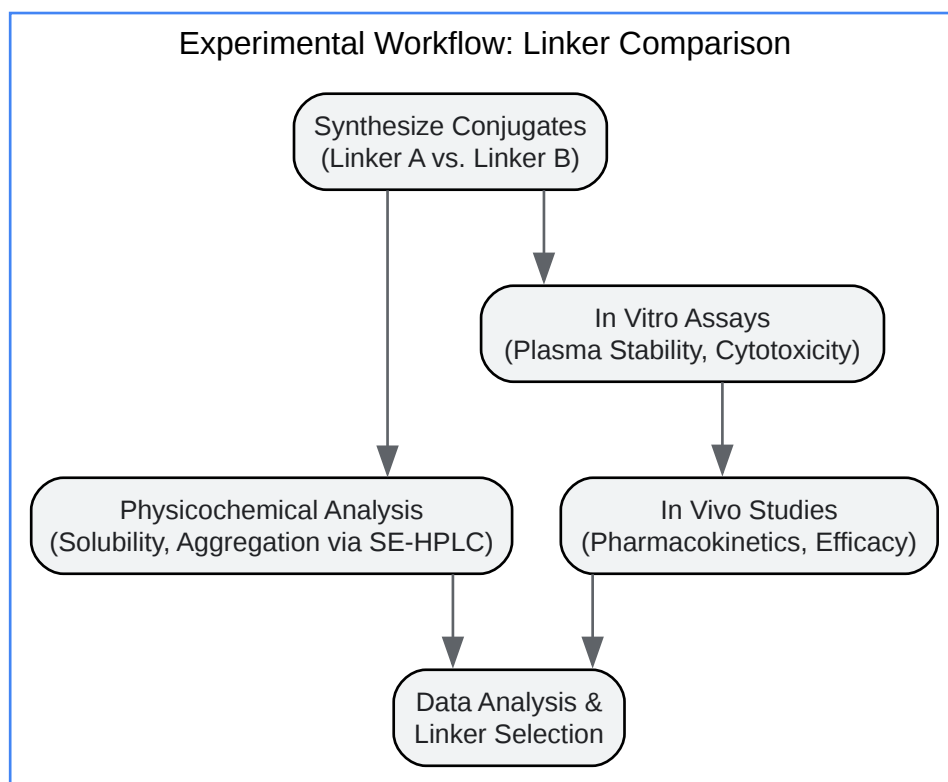 Experimental Workflow: Linker Comparison
Synthesize Conjugates
(Linker A vs. Linker B)
In Vitro Assays
(Plasma Stability, Cytotoxicity)
Physicochemical Analysis
(Solubility, Aggregation via SE-HPLC)
In Vivo Studies
(Pharmacokinetics, Efficacy)
Data Analysis &
Linker Selection